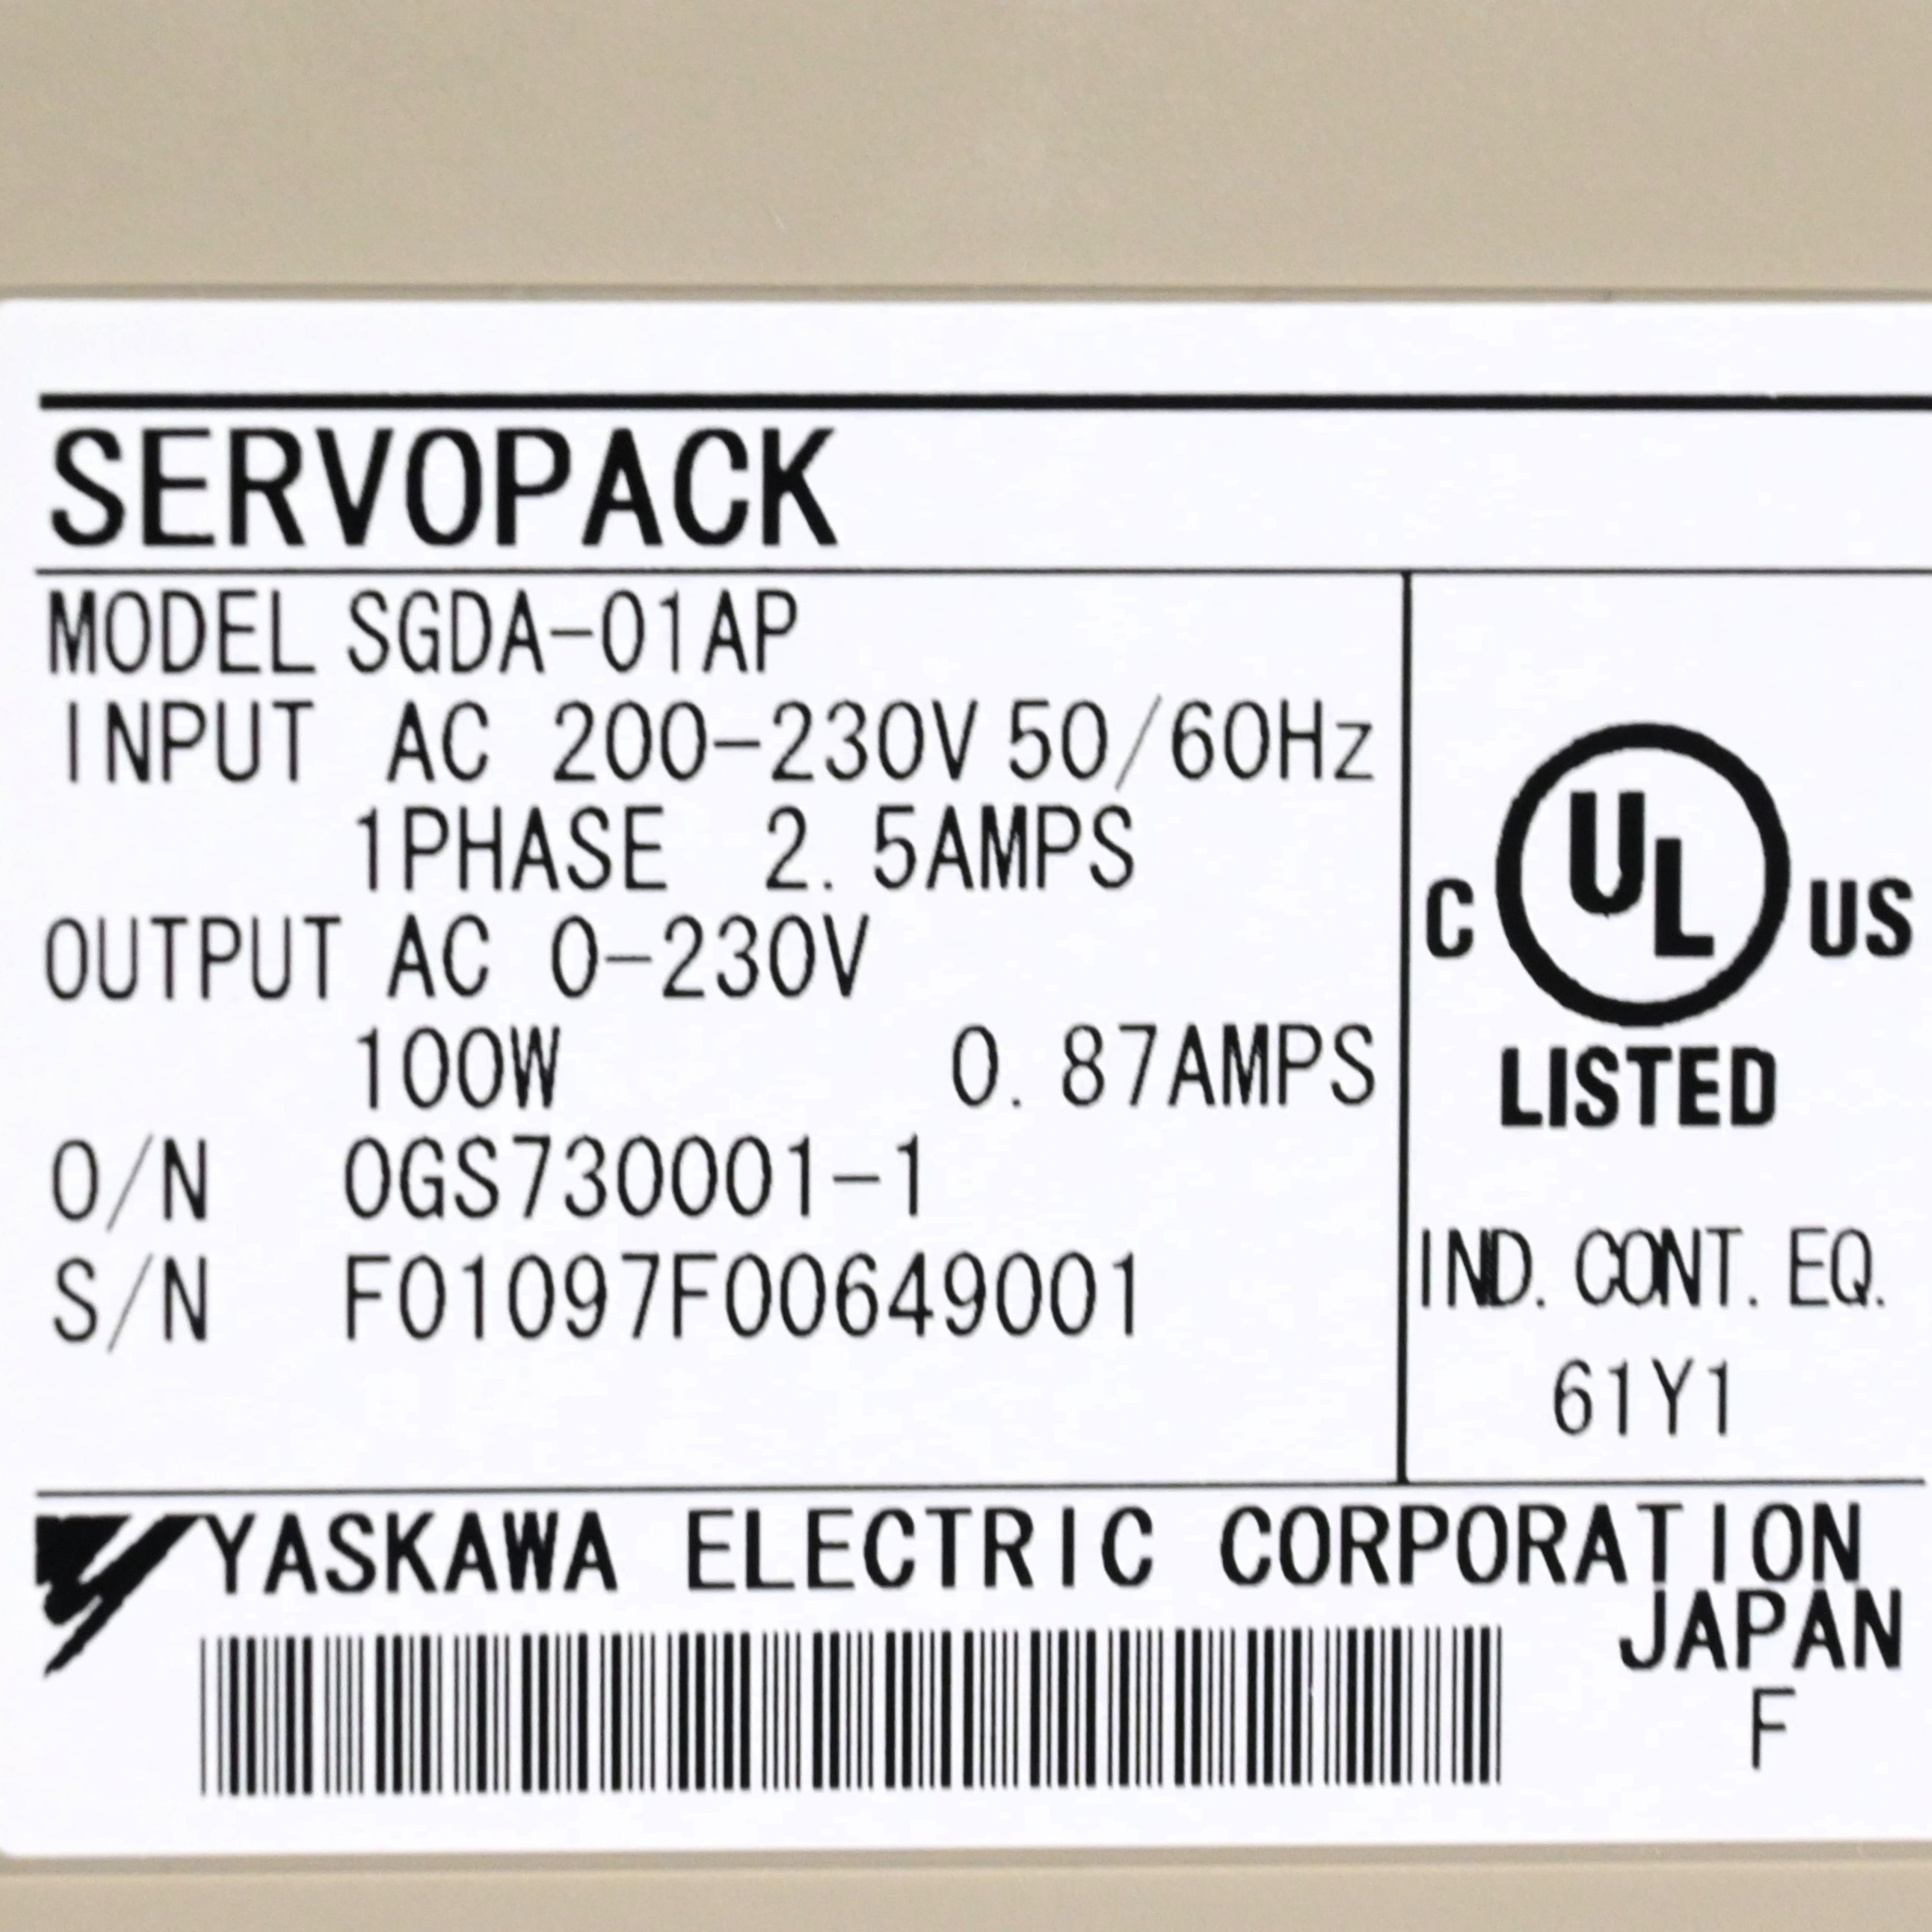 SERVOPACK
MODEL SGDA-01AP
INPUT AC 200-230V 50/60Hz
1PHASE 2.5AMPS
OUTPUT AC 0-230V
100W 0.87AMPS
O/N OGS730001-1
S/N F01097F00649001
C UL US
LISTED
IND. CONT. EQ.
61Y1
YASKAWA ELECTRIC CORPORATION
JAPAN
F